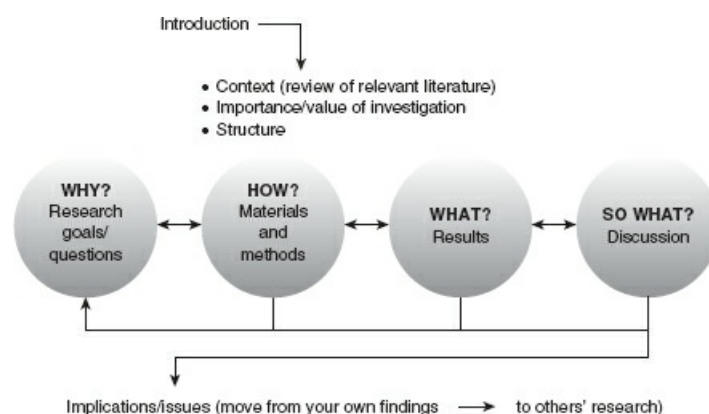 Introduction
• Context (review of relevant literature)
• Importance/value of investigation
• Structure
WHY?
Research
goals/
questions
HOW?
Materials
and
methods
WHAT?
Results
SO WHAT?
Discussion
Implications/issues (move from your own findings → to others' research)